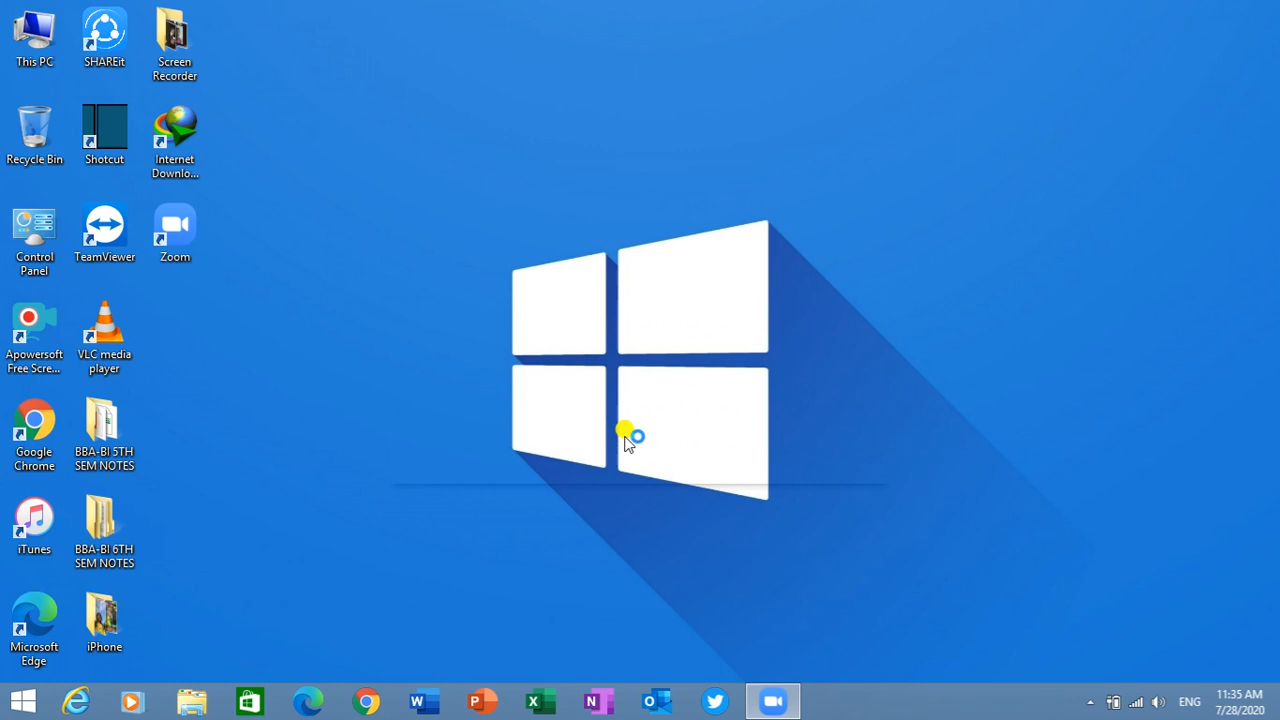 This PC
SHAREit
Screen
Recorder
Recycle Bin
Shotcut
Internet
Downlo...
Control
Panel
TeamViewer
Zoom
Apowersoft
Free Scre...
VLC media
player
Google
Chrome
BBA-BI 5TH
SEM NOTES
iTunes
BBA-BI 6TH
SEM NOTES
Microsoft
Edge
iPhone
ENG
11:35 AM
7/28/2020